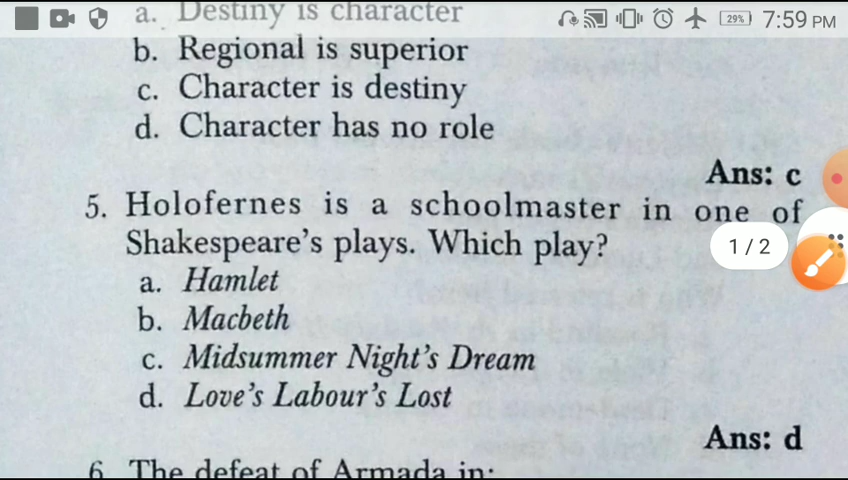 29% 7:59 PM
a. Destiny is character
b. Regional is superior
c. Character is destiny
d. Character has no role
Ans: c
5. Holofernes is a schoolmaster in one of
Shakespeare's plays. Which play?
1 / 2
a. Hamlet
b. Macbeth
c. Midsummer Night's Dream
d. Love's Labour's Lost
Ans: d
6 The defeat of Armada in: